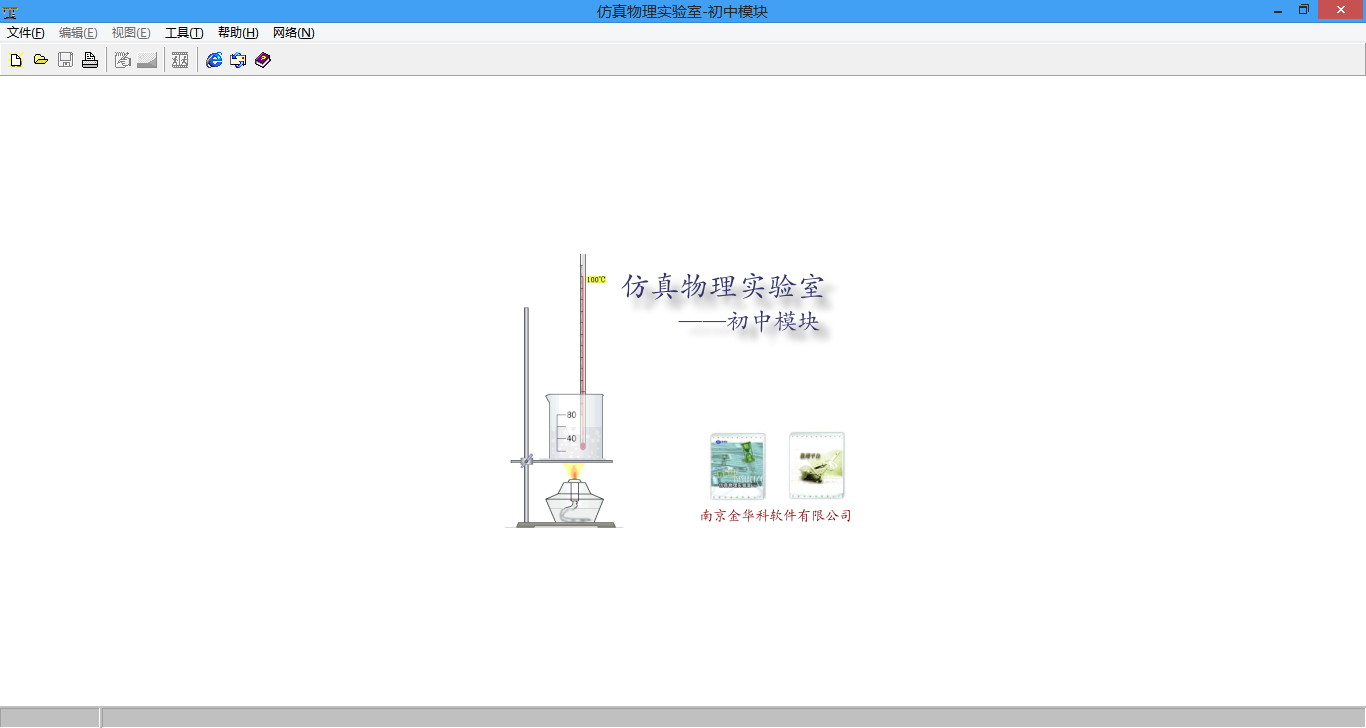 仿真物理实验室-初中模块
文件(F) 编辑(E) 视图(E) 工具(T) 帮助(H) 网络(N)
100℃
仿真物理实验室
——初中模块
80
40
南京金华科软件有限公司